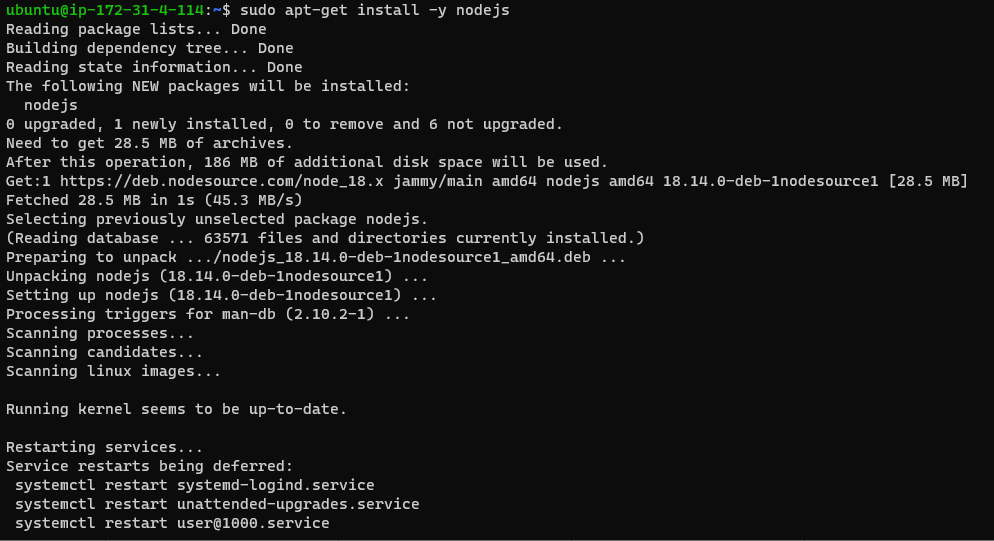 ubuntu@ip-172-31-4-114:~$ sudo apt-get install -y nodejs
Reading package lists... Done
Building dependency tree... Done
Reading state information... Done
The following NEW packages will be installed:
  nodejs
0 upgraded, 1 newly installed, 0 to remove and 6 not upgraded.
Need to get 28.5 MB of archives.
After this operation, 186 MB of additional disk space will be used.
Get:1 https://deb.nodesource.com/node_18.x jammy/main amd64 nodejs amd64 18.14.0-deb-1nodesource1 [28.5 MB]
Fetched 28.5 MB in 1s (45.3 MB/s)
Selecting previously unselected package nodejs.
(Reading database ... 63571 files and directories currently installed.)
Preparing to unpack .../nodejs_18.14.0-deb-1nodesource1_amd64.deb ...
Unpacking nodejs (18.14.0-deb-1nodesource1) ...
Setting up nodejs (18.14.0-deb-1nodesource1) ...
Processing triggers for man-db (2.10.2-1) ...
Scanning processes...
Scanning candidates...
Scanning linux images...

Running kernel seems to be up-to-date.

Restarting services...
Service restarts being deferred:
 systemctl restart systemd-logind.service
 systemctl restart unattended-upgrades.service
 systemctl restart user@1000.service